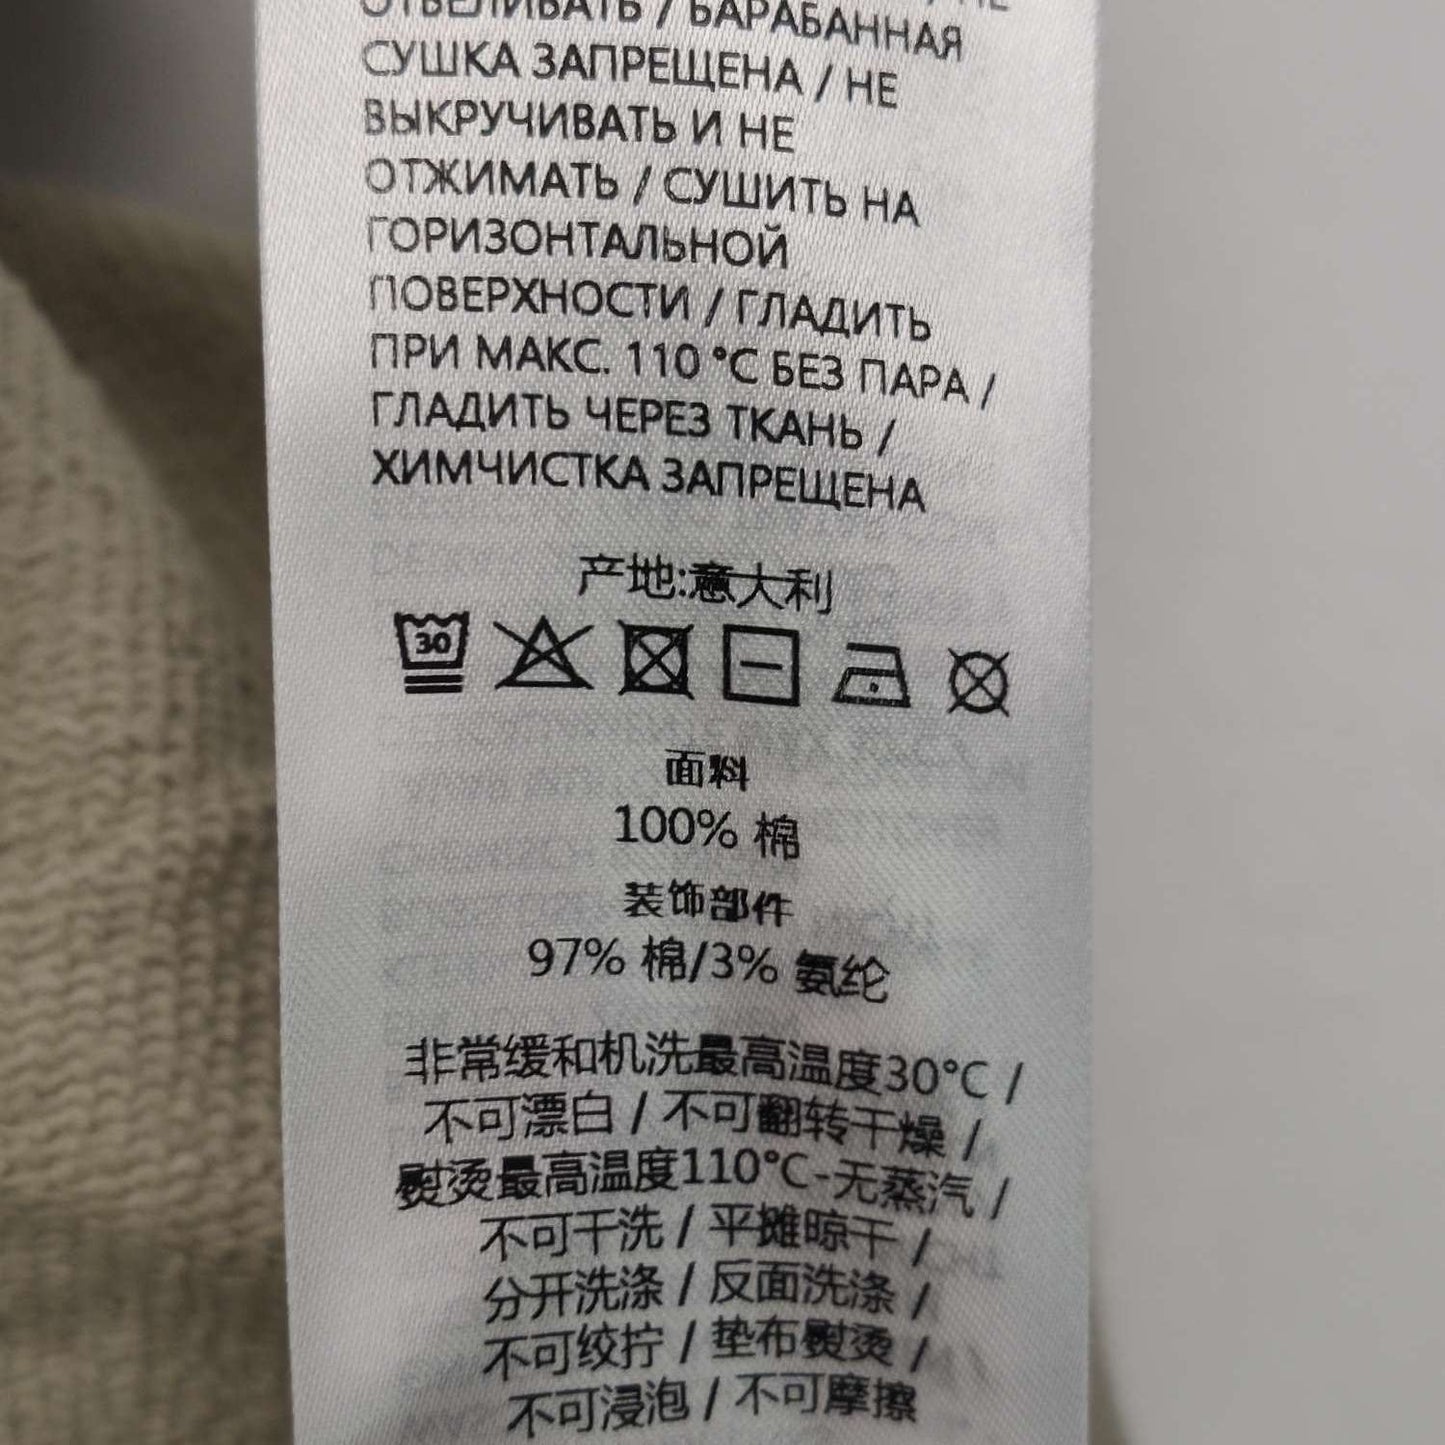 ОТБЕЛИВАТЬ / БАРАБАННАЯ
СУШКА ЗАПРЕЩЕНА / НЕ
ВЫКРУЧИВАТЬ И НЕ
ОТЖИМАТЬ / СУШИТЬ НА
ГОРИЗОНТАЛЬНОЙ
ПОВЕРХНОСТИ / ГЛАДИТЬ
ПРИ МАКС. 110 °C БЕЗ ПАРА /
ГЛАДИТЬ ЧЕРЕЗ ТКАНЬ /
ХИМЧИСТКА ЗАПРЕЩЕНА
产地:意大利
30
面料
100% 棉
装饰部件
97% 棉/3% 氨纶
非常缓和机洗最高温度30°C /
不可漂白 / 不可翻转干燥 /
熨烫最高温度110°C-无蒸汽 /
不可干洗 / 平摊晾干 /
分开洗涤 / 反面洗涤 /
不可绞拧 / 垫布熨烫 /
不可浸泡 / 不可摩擦